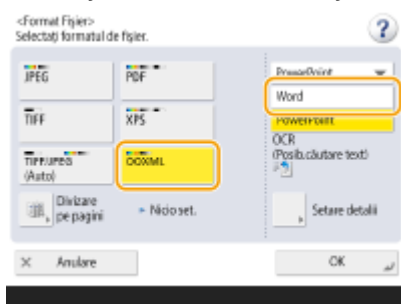 <Format Fişier>
Selectaţi formatul de fişier.
?
JPEG
PDF
PowerPoint
Word
TIFF
XPS
PowerPoint
OCR
(Posib.căutare text)
TIFF/JPEG
(Auto)
OOXML
Divizare
pe pagini
Nicio set.
Setare detalii
Anulare
OK